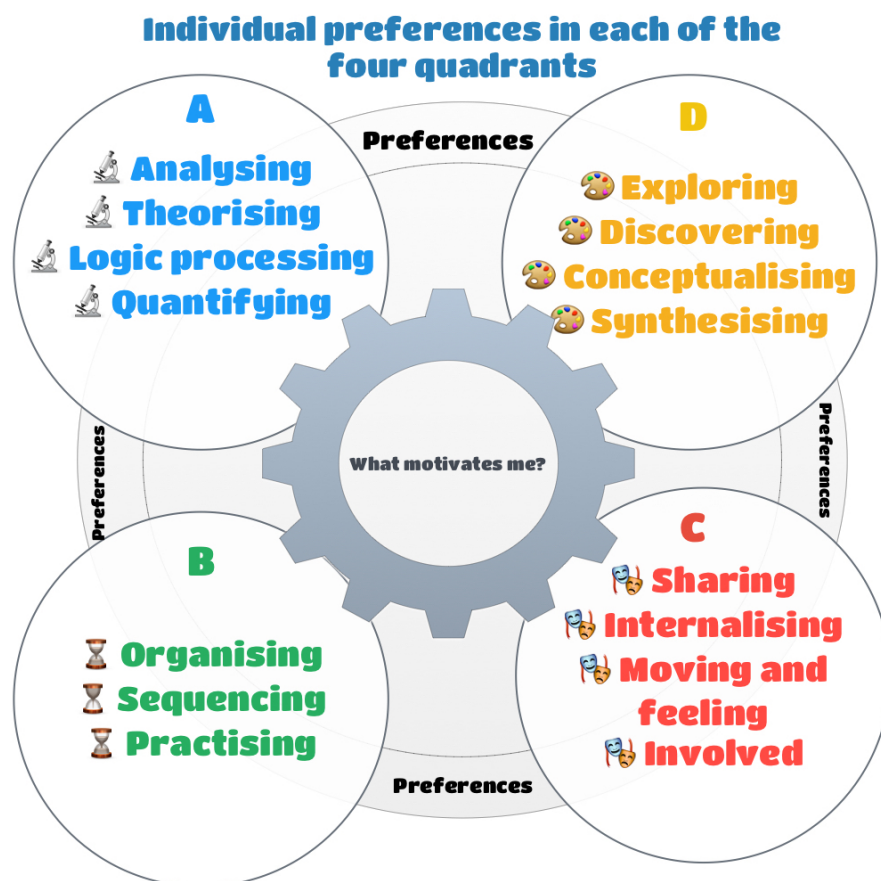 Individual preferences in each of the
four quadrants
A
Analysing
Theorising
Logic processing
Quantifying
Preferences
D
Exploring
Discovering
Conceptualising
Synthesising
Preferences
What motivates me?
Preferences
B
Organising
Sequencing
Practising
C
Sharing
Internalising
Moving and
feeling
Involved
Preferences